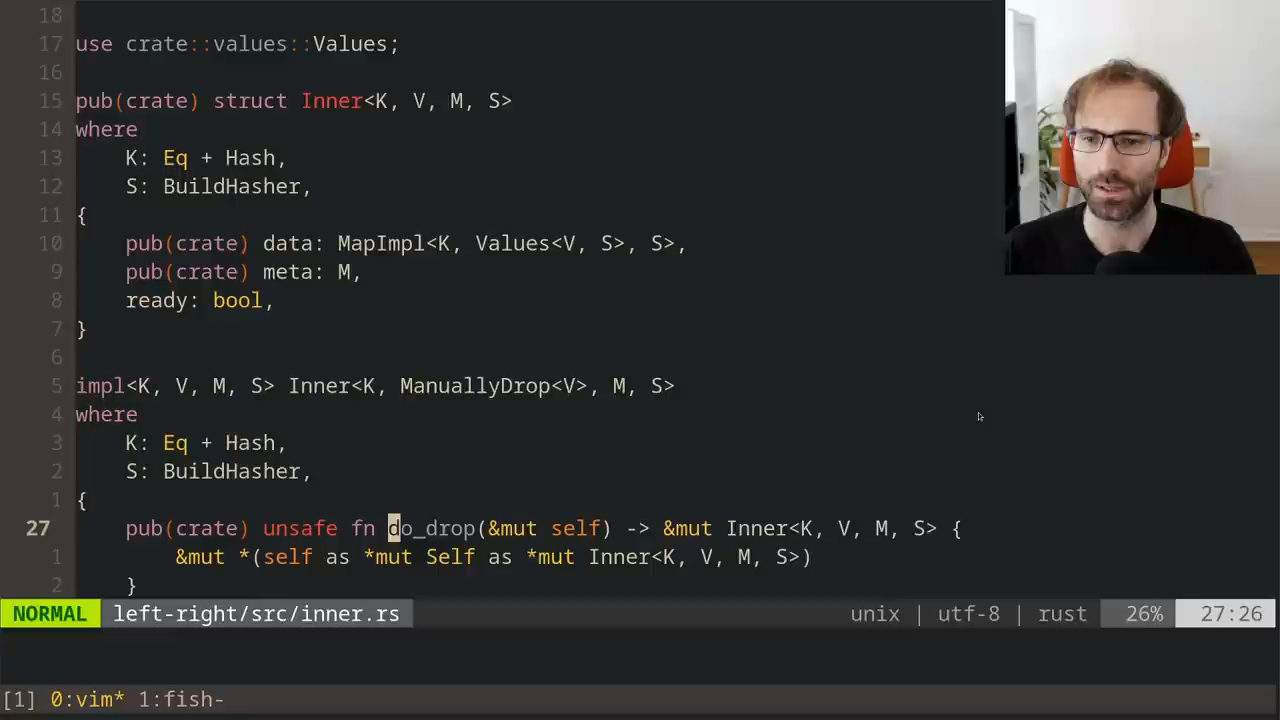 18
17 use crate::values::Values;
16
15 pub(crate) struct Inner<K, V, M, S>
14 where
13     K: Eq + Hash,
12     S: BuildHasher,
11 {
10     pub(crate) data: MapImpl<K, Values<V, S>, S>,
9     pub(crate) meta: M,
8     ready: bool,
7 }
6
5 impl<K, V, M, S> Inner<K, ManuallyDrop<V>, M, S>
4 where
3     K: Eq + Hash,
2     S: BuildHasher,
1 {
27     pub(crate) unsafe fn do_drop(&mut self) -> &mut Inner<K, V, M, S> {
1         &mut *(self as *mut Self as *mut Inner<K, V, M, S>)
2     }
NORMAL left-right/src/inner.rs unix | utf-8 | rust 26% 27:26
[1] 0:vim* 1:fish-